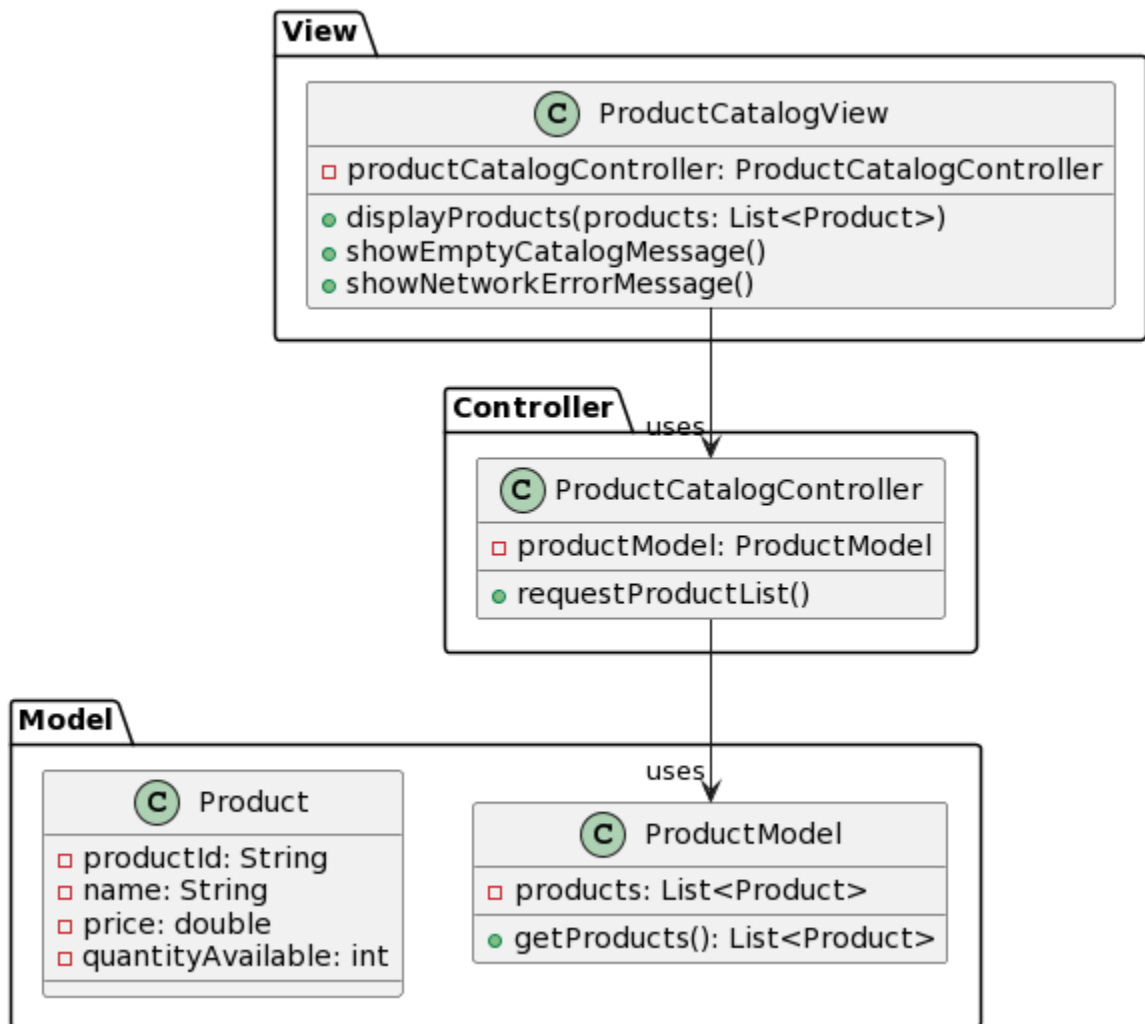 View
C ProductCatalogView
productCatalogController: ProductCatalogController
displayProducts(products: List<Product>)
showEmptyCatalogMessage()
showNetworkErrorMessage()
Controller
uses
C ProductCatalogController
productModel: ProductModel
requestProductList()
Model
uses
C Product
productId: String
name: String
price: double
quantityAvailable: int
C ProductModel
products: List<Product>
getProducts(): List<Product>